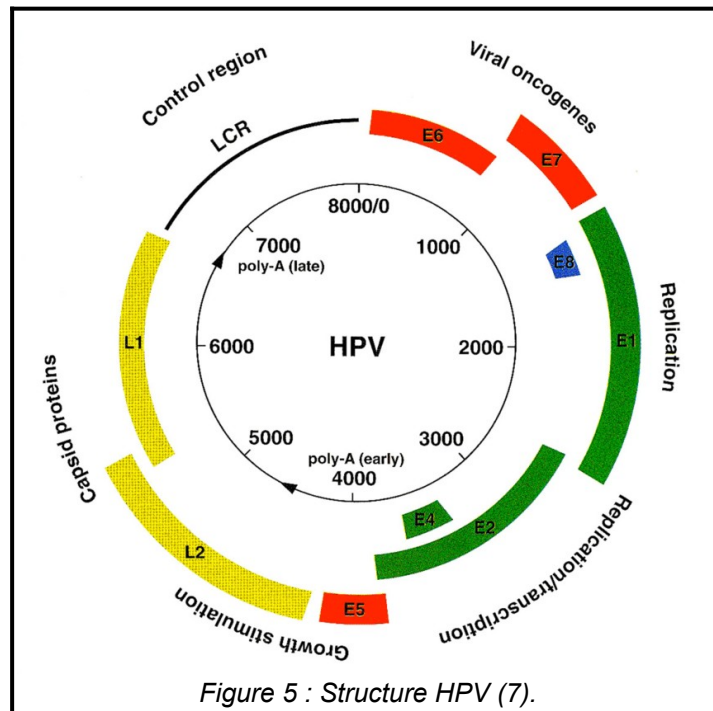 Control region
Viral oncogenes
LCR
E6
E7
8000/0
7000
1000
poly-A (late)
E8
L1
6000
HPV
2000
E1
Replication
Capsid proteins
5000
poly-A (early)
3000
4000
E4
E2
L2
Replication/transcription
E5
Growth stimulation
Figure 5 : Structure HPV (7).